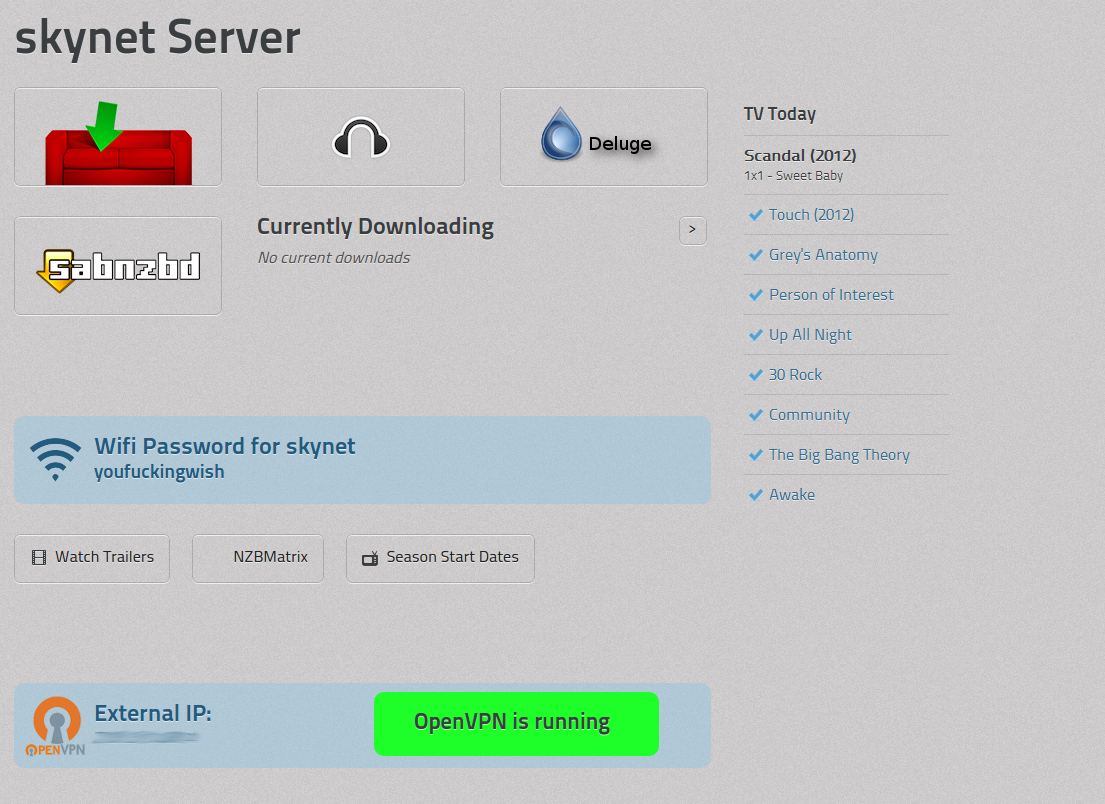 skynet Server
Deluge
sabnzbd
Currently Downloading
>
No current downloads
Wifi Password for skynet
youfuckingwish
Watch Trailers
NZBMatrix
Season Start Dates
External IP:
OPENVPN
OpenVPN is running
TV Today
Scandal (2012)
1x1 - Sweet Baby
Touch (2012)
Grey's Anatomy
Person of Interest
Up All Night
30 Rock
Community
The Big Bang Theory
Awake